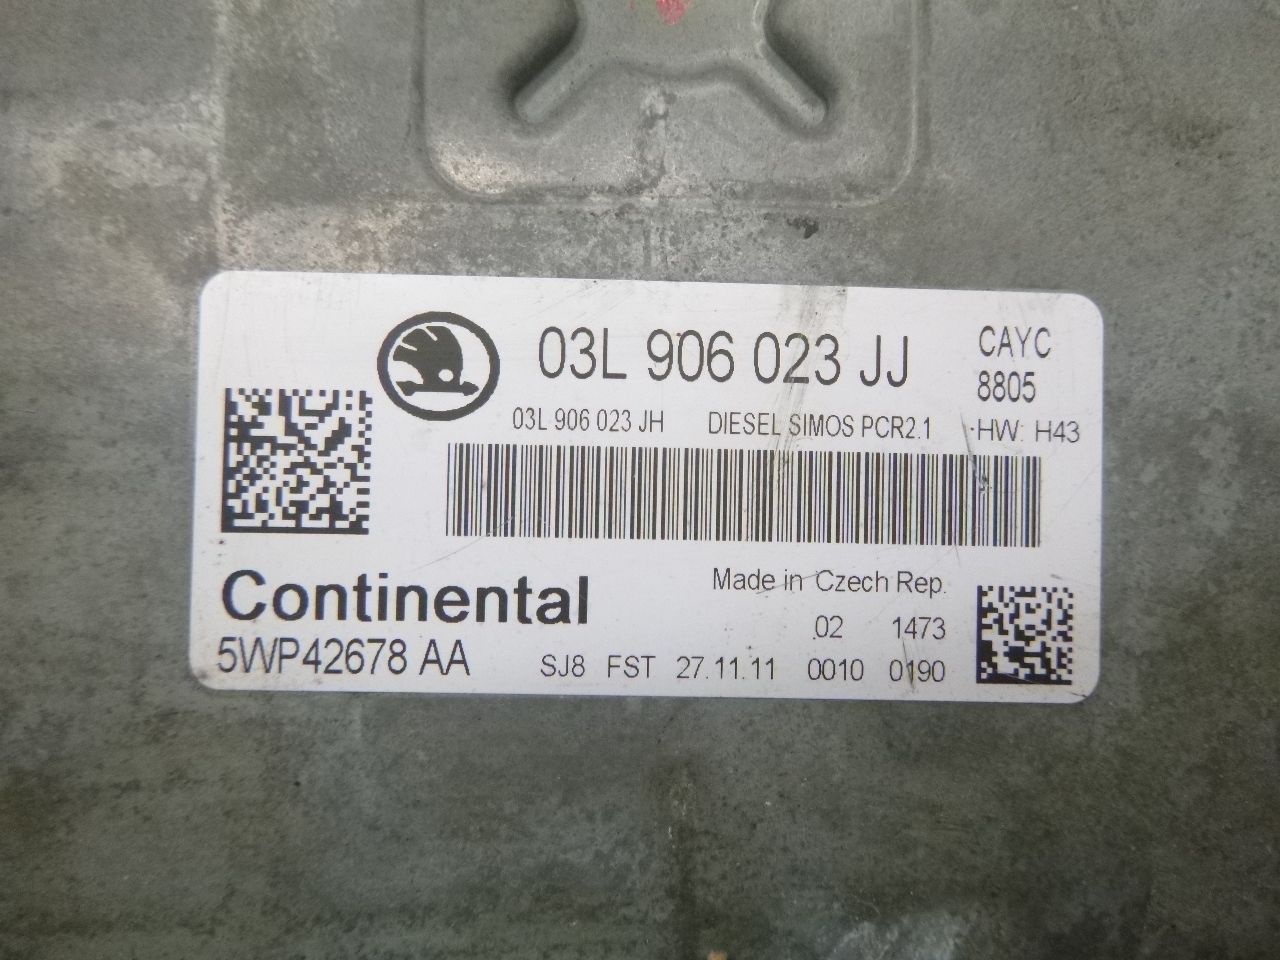 03L 906 023 JJ
CAYC
8805
03L 906 023 JH DIESEL SIMOS PCR2.1 HW: H43
Continental
Made in Czech Rep.
02 1473
5WP42678 AA
SJ8 FST 27.11.11 0010 0190